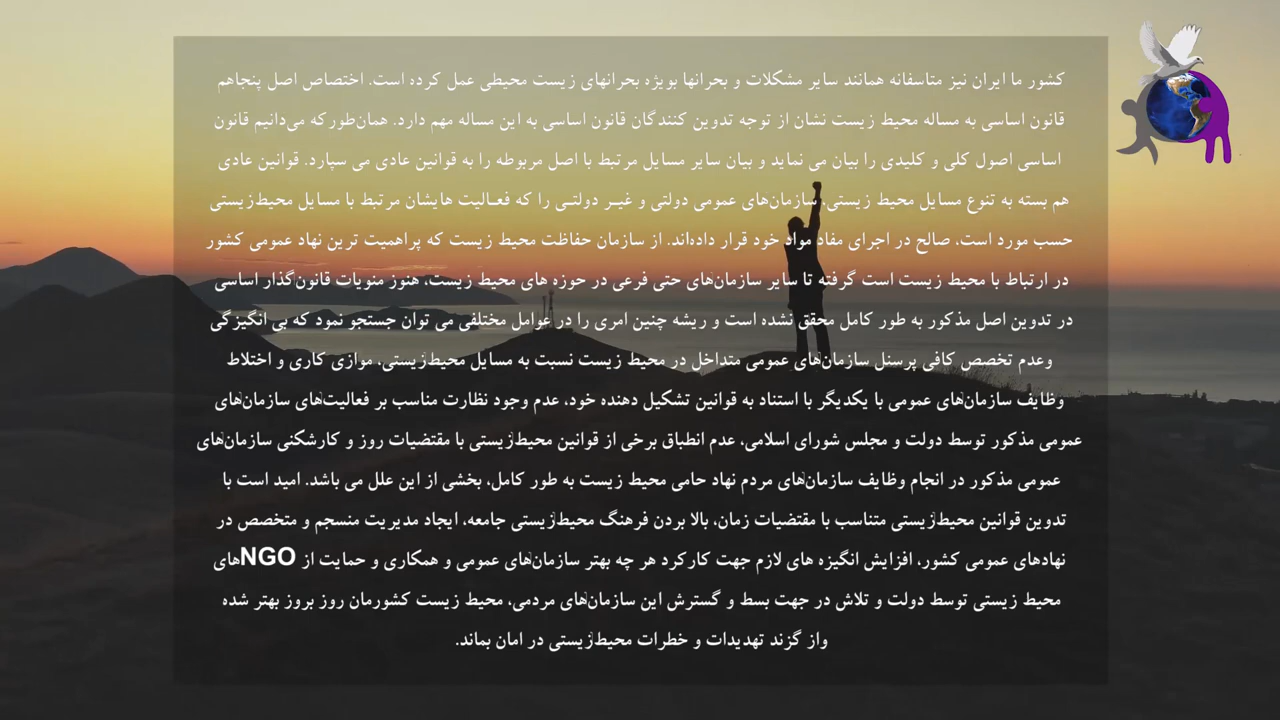 کشور ما ایران نیز متاسفانه همانند سایر مشکلات و بحرانها بویژه بحرانهای زیست محیطی عمل کرده است. اختصاص اصل پنجاهم
قانون اساسی به مساله محیط زیست نشان از توجه تدوین کنندگان قانون اساسی به این مساله مهم دارد. همان‌طورکه می‌دانیم قانون
اساسی اصول کلی و کلیدی را بیان می نماید و بیان سایر مسایل مرتبط با اصل مربوطه را به قوانین عادی می سپارد. قوانین عادی
هم بسته به تنوع مسایل محیط زیستی، سازمان‌های عمومی دولتی و غیـر دولتـی را که فعـالیت هایشان مرتبط با مسایل محیط‌زیستی
حسب مورد است، صالح در اجرای مفاد مواد خود قرار داده‌اند. از سازمان حفاظت محیط زیست که پراهمیت ترین نهاد عمومی کشور
در ارتباط با محیط زیست است گرفته تا سایر سازمان‌های حتی فرعی در حوزه های محیط زیست، هنوز منویات قانون‌گذار اساسی
در تدوین اصل مذکور به طور کامل محقق نشده است و ریشه چنین امری را در عوامل مختلفی می توان جستجو نمود که بی انگیزگی
وعدم تخصص کافی پرسنل سازمان‌های عمومی متداخل در محیط زیست نسبت به مسایل محیط‌زیستی، موازی کاری و اختلاط
وظایف سازمان‌های عمومی با یکدیگر با استناد به قوانین تشکیل دهنده خود، عدم وجود نظارت مناسب بر فعالیت‌های سازمان‌های
عمومی مذکور توسط دولت و مجلس شورای اسلامی، عدم انطباق برخی از قوانین محیط‌زیستی با مقتضیات روز و کارشکنی سازمان‌های
عمومی مذکور در انجام وظایف سازمان‌های مردم نهاد حامی محیط زیست به طور کامل، بخشی از این علل می باشد. امید است با
تدوین قوانین محیط‌زیستی متناسب با مقتضیات زمان، بالا بردن فرهنگ محیط‌زیستی جامعه، ایجاد مدیریت منسجم و متخصص در
نهادهای عمومی کشور، افزایش انگیزه های لازم جهت کارکرد هر چه بهتر سازمان‌های عمومی و همکاری و حمایت از NGOهای
محیط زیستی توسط دولت و تلاش در جهت بسط و گسترش این سازمان‌های مردمی، محیط زیست کشورمان روز بروز بهتر شده
واز گزند تهدیدات و خطرات محیط‌زیستی در امان بماند.